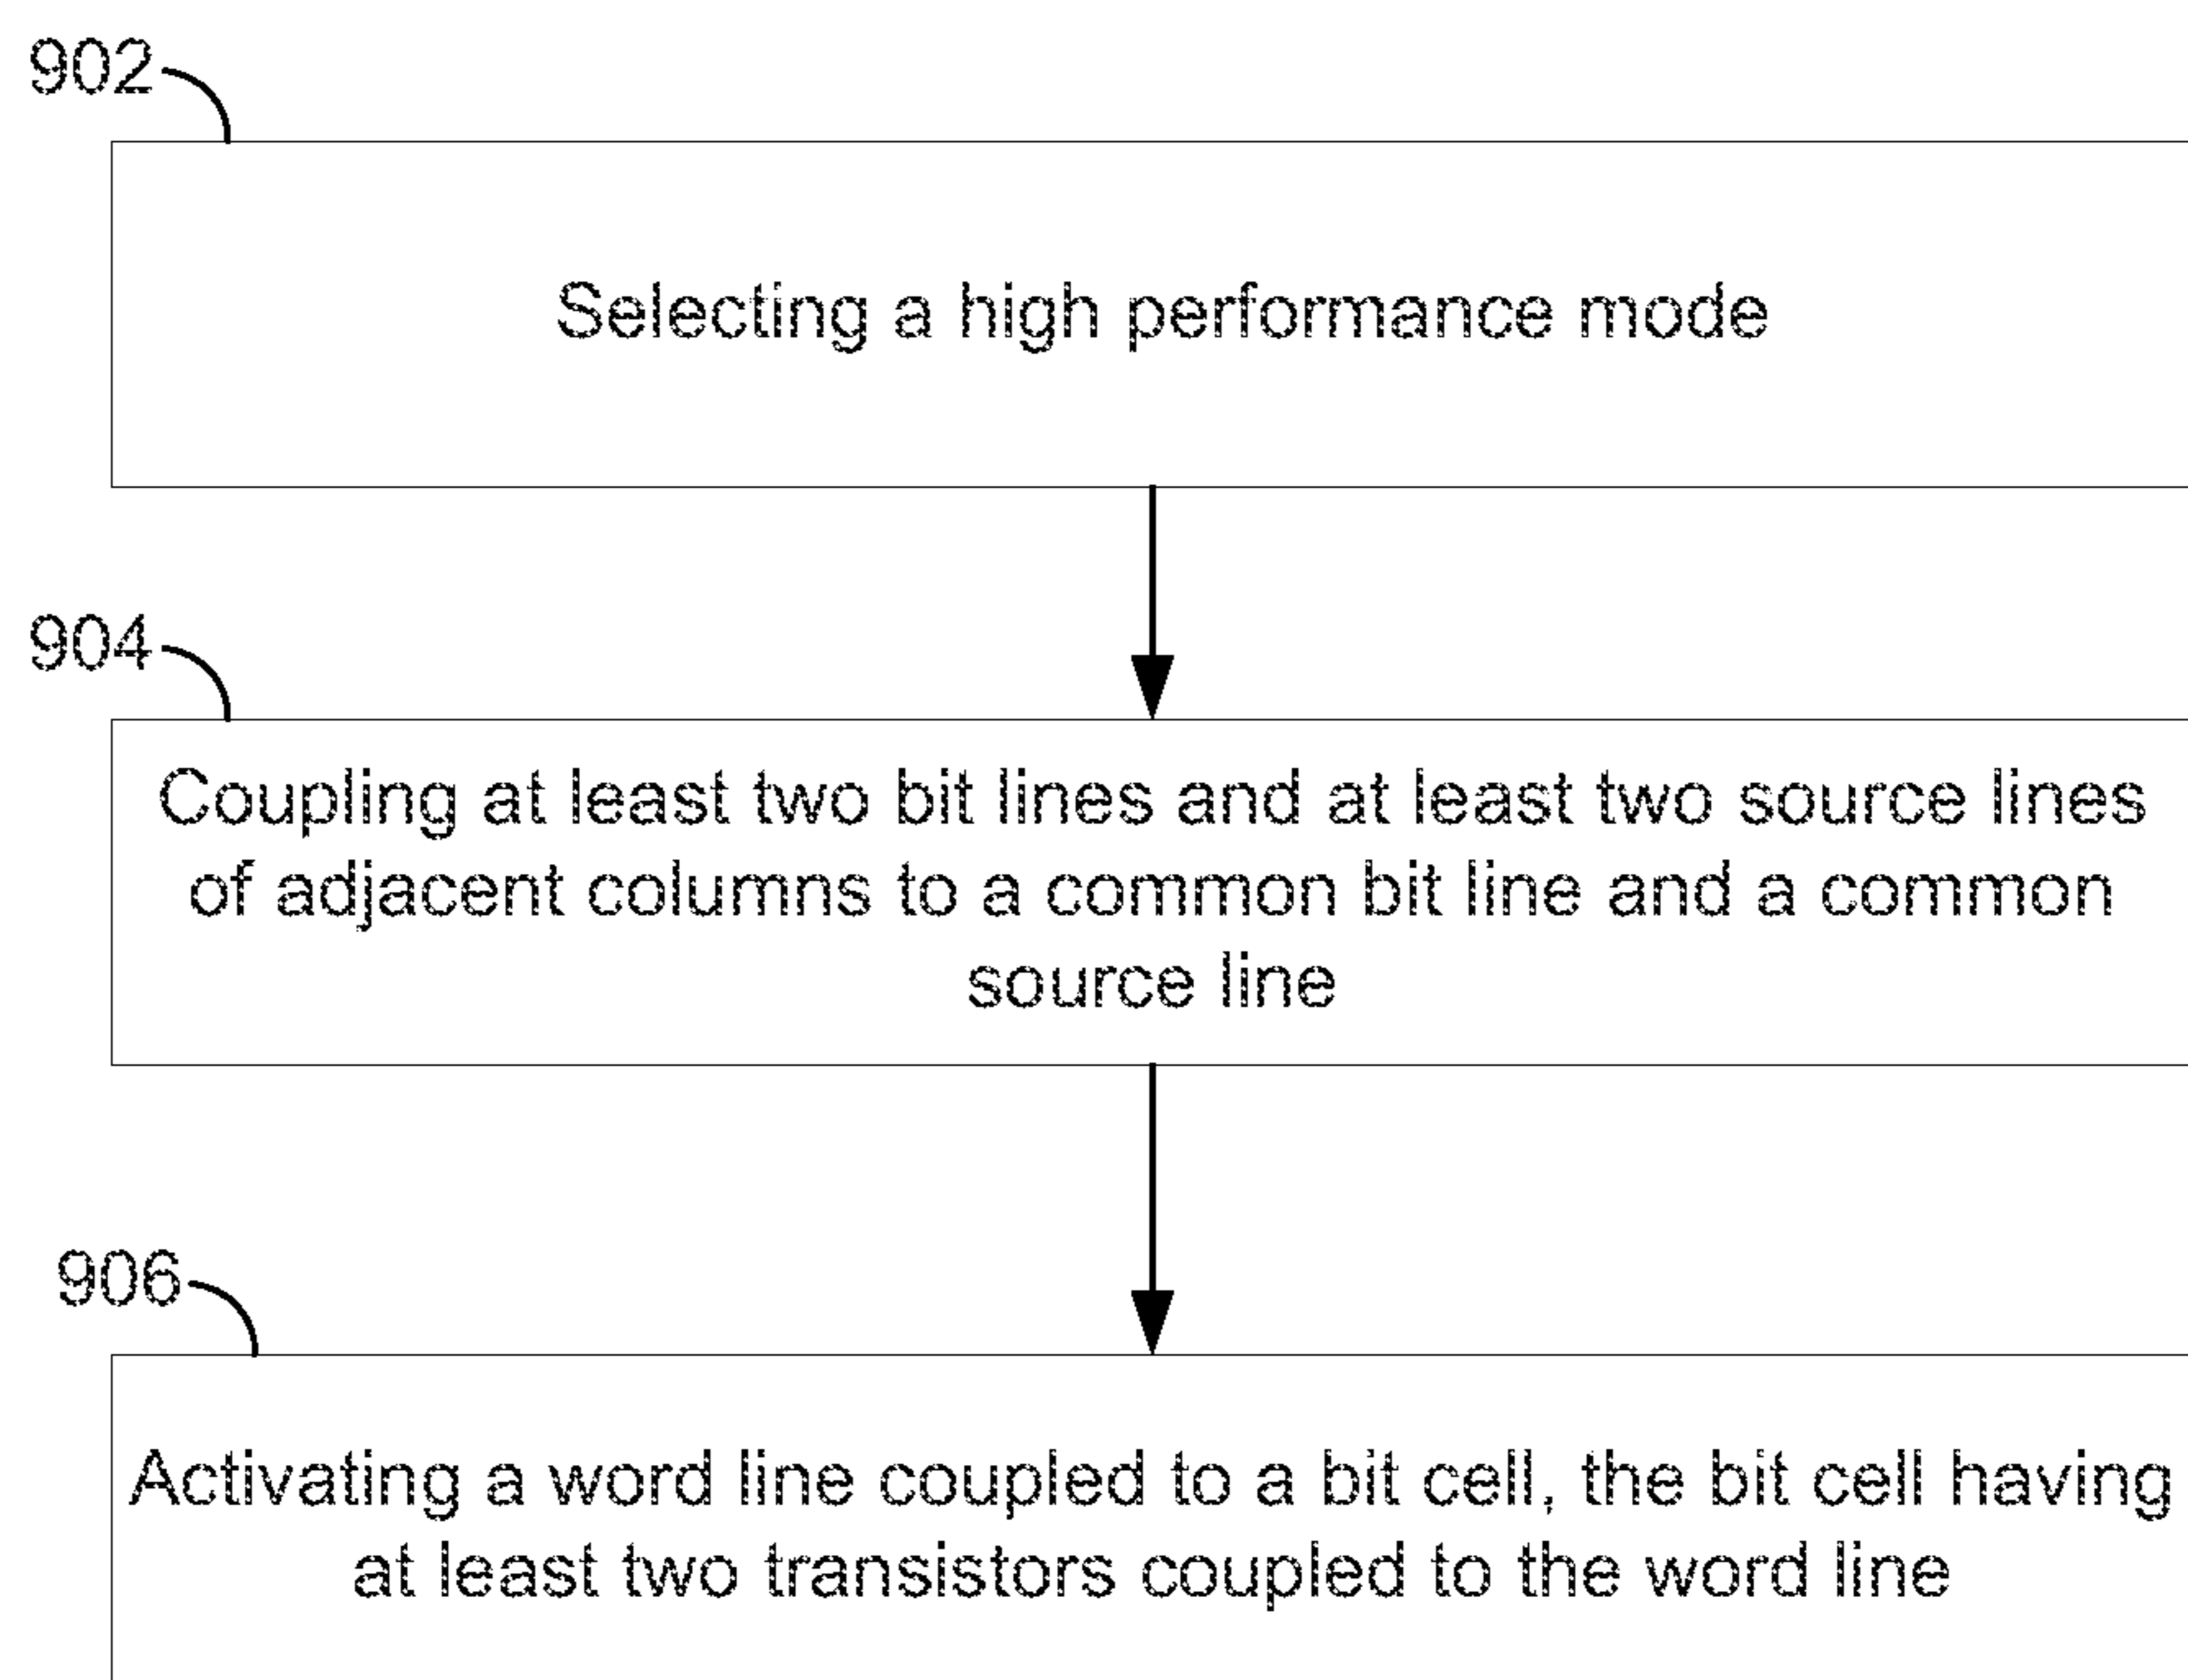 902
Selecting a high performance mode
904
Coupling at least two bit lines and at least two source lines
of adjacent columns to a common bit line and a common
source line
906
Activating a word line coupled to a bit cell, the bit cell having
at least two transistors coupled to the word line